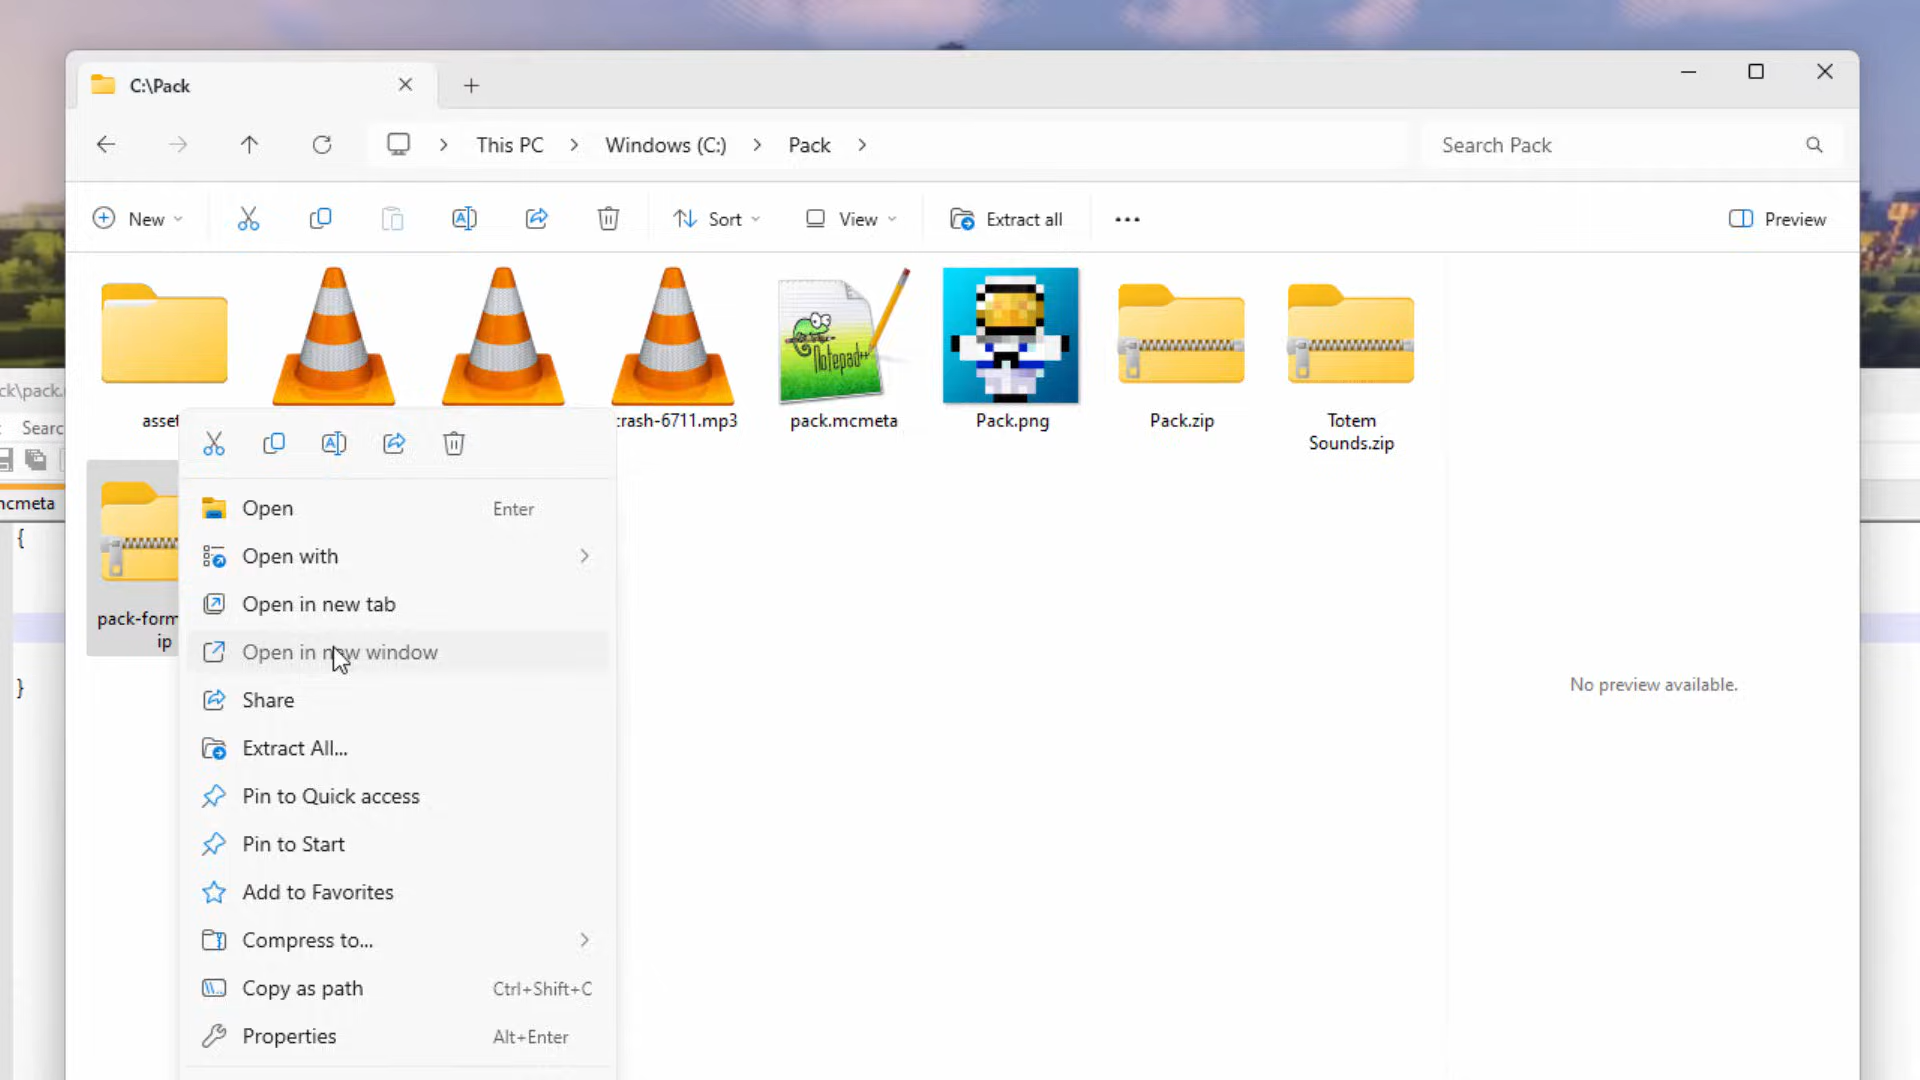 C:\Pack
This PC
Windows (C:)
Pack
Search Pack
New
Sort
View
Extract all
Preview
Notepad++
asset
crash-6711.mp3
pack.mcmeta
Pack.png
Pack.zip
Totem
Sounds.zip
ck\pack.
Searc
mcmeta
{
}
pack-form
ip
Open Enter
Open with
Open in new tab
Open in new window
Share
Extract All...
Pin to Quick access
Pin to Start
Add to Favorites
Compress to...
Copy as path Ctrl+Shift+C
Properties Alt+Enter
No preview available.